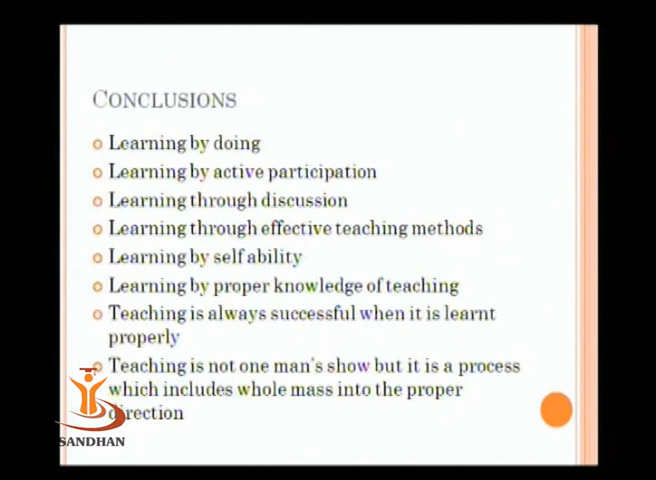 CONCLUSIONS
Learning by doing
Learning by active participation
Learning through discussion
Learning through effective teaching methods
Learning by self ability
Learning by proper knowledge of teaching
Teaching is always successful when it is learnt
properly
Teaching is not one man's show but it is a process
which includes whole mass into the proper
direction
SANDHAN